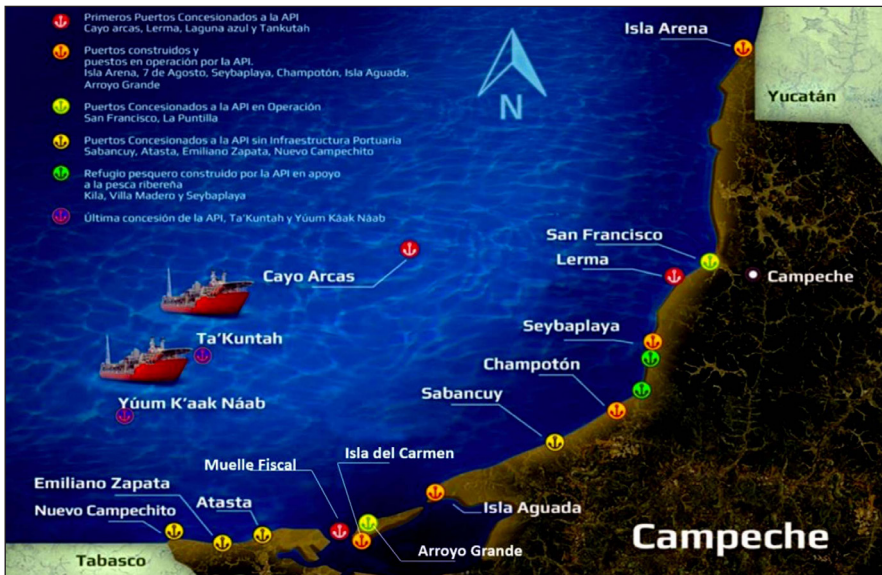 Primeros Puertos Concesionados a la API
Cayo arcas, Lerma, Laguna azul y Tankutah
Puertos construidos y
puestos en operación por la API.
Isla Arena, 7 de Agosto, Seybaplaya, Champotón, Isla Aguada,
Arroyo Grande
Puertos Concesionados a la API en Operación
San Francisco, La Puntilla
Puertos Concesionados a la API sin Infraestructura Portuaria
Sabancuy, Atasta, Emiliano Zapata, Nuevo Campechito
Refugio pesquero construido por la API en apoyo
a la pesca ribereña
Kila, Villa Madero y Seybaplaya
Última concesión de la API, Ta'Kuntah y Yúum Káak Náab
N
Isla Arena
Yucatán
San Francisco
Lerma
Campeche
Cayo Arcas
Ta'Kuntah
Seybaplaya
Champotón
Yúum K'aak Náab
Sabancuy
Isla del Carmen
Muelle Fiscal
Emiliano Zapata
Atasta
Nuevo Campechito
Isla Aguada
Arroyo Grande
Campeche
Tabasco